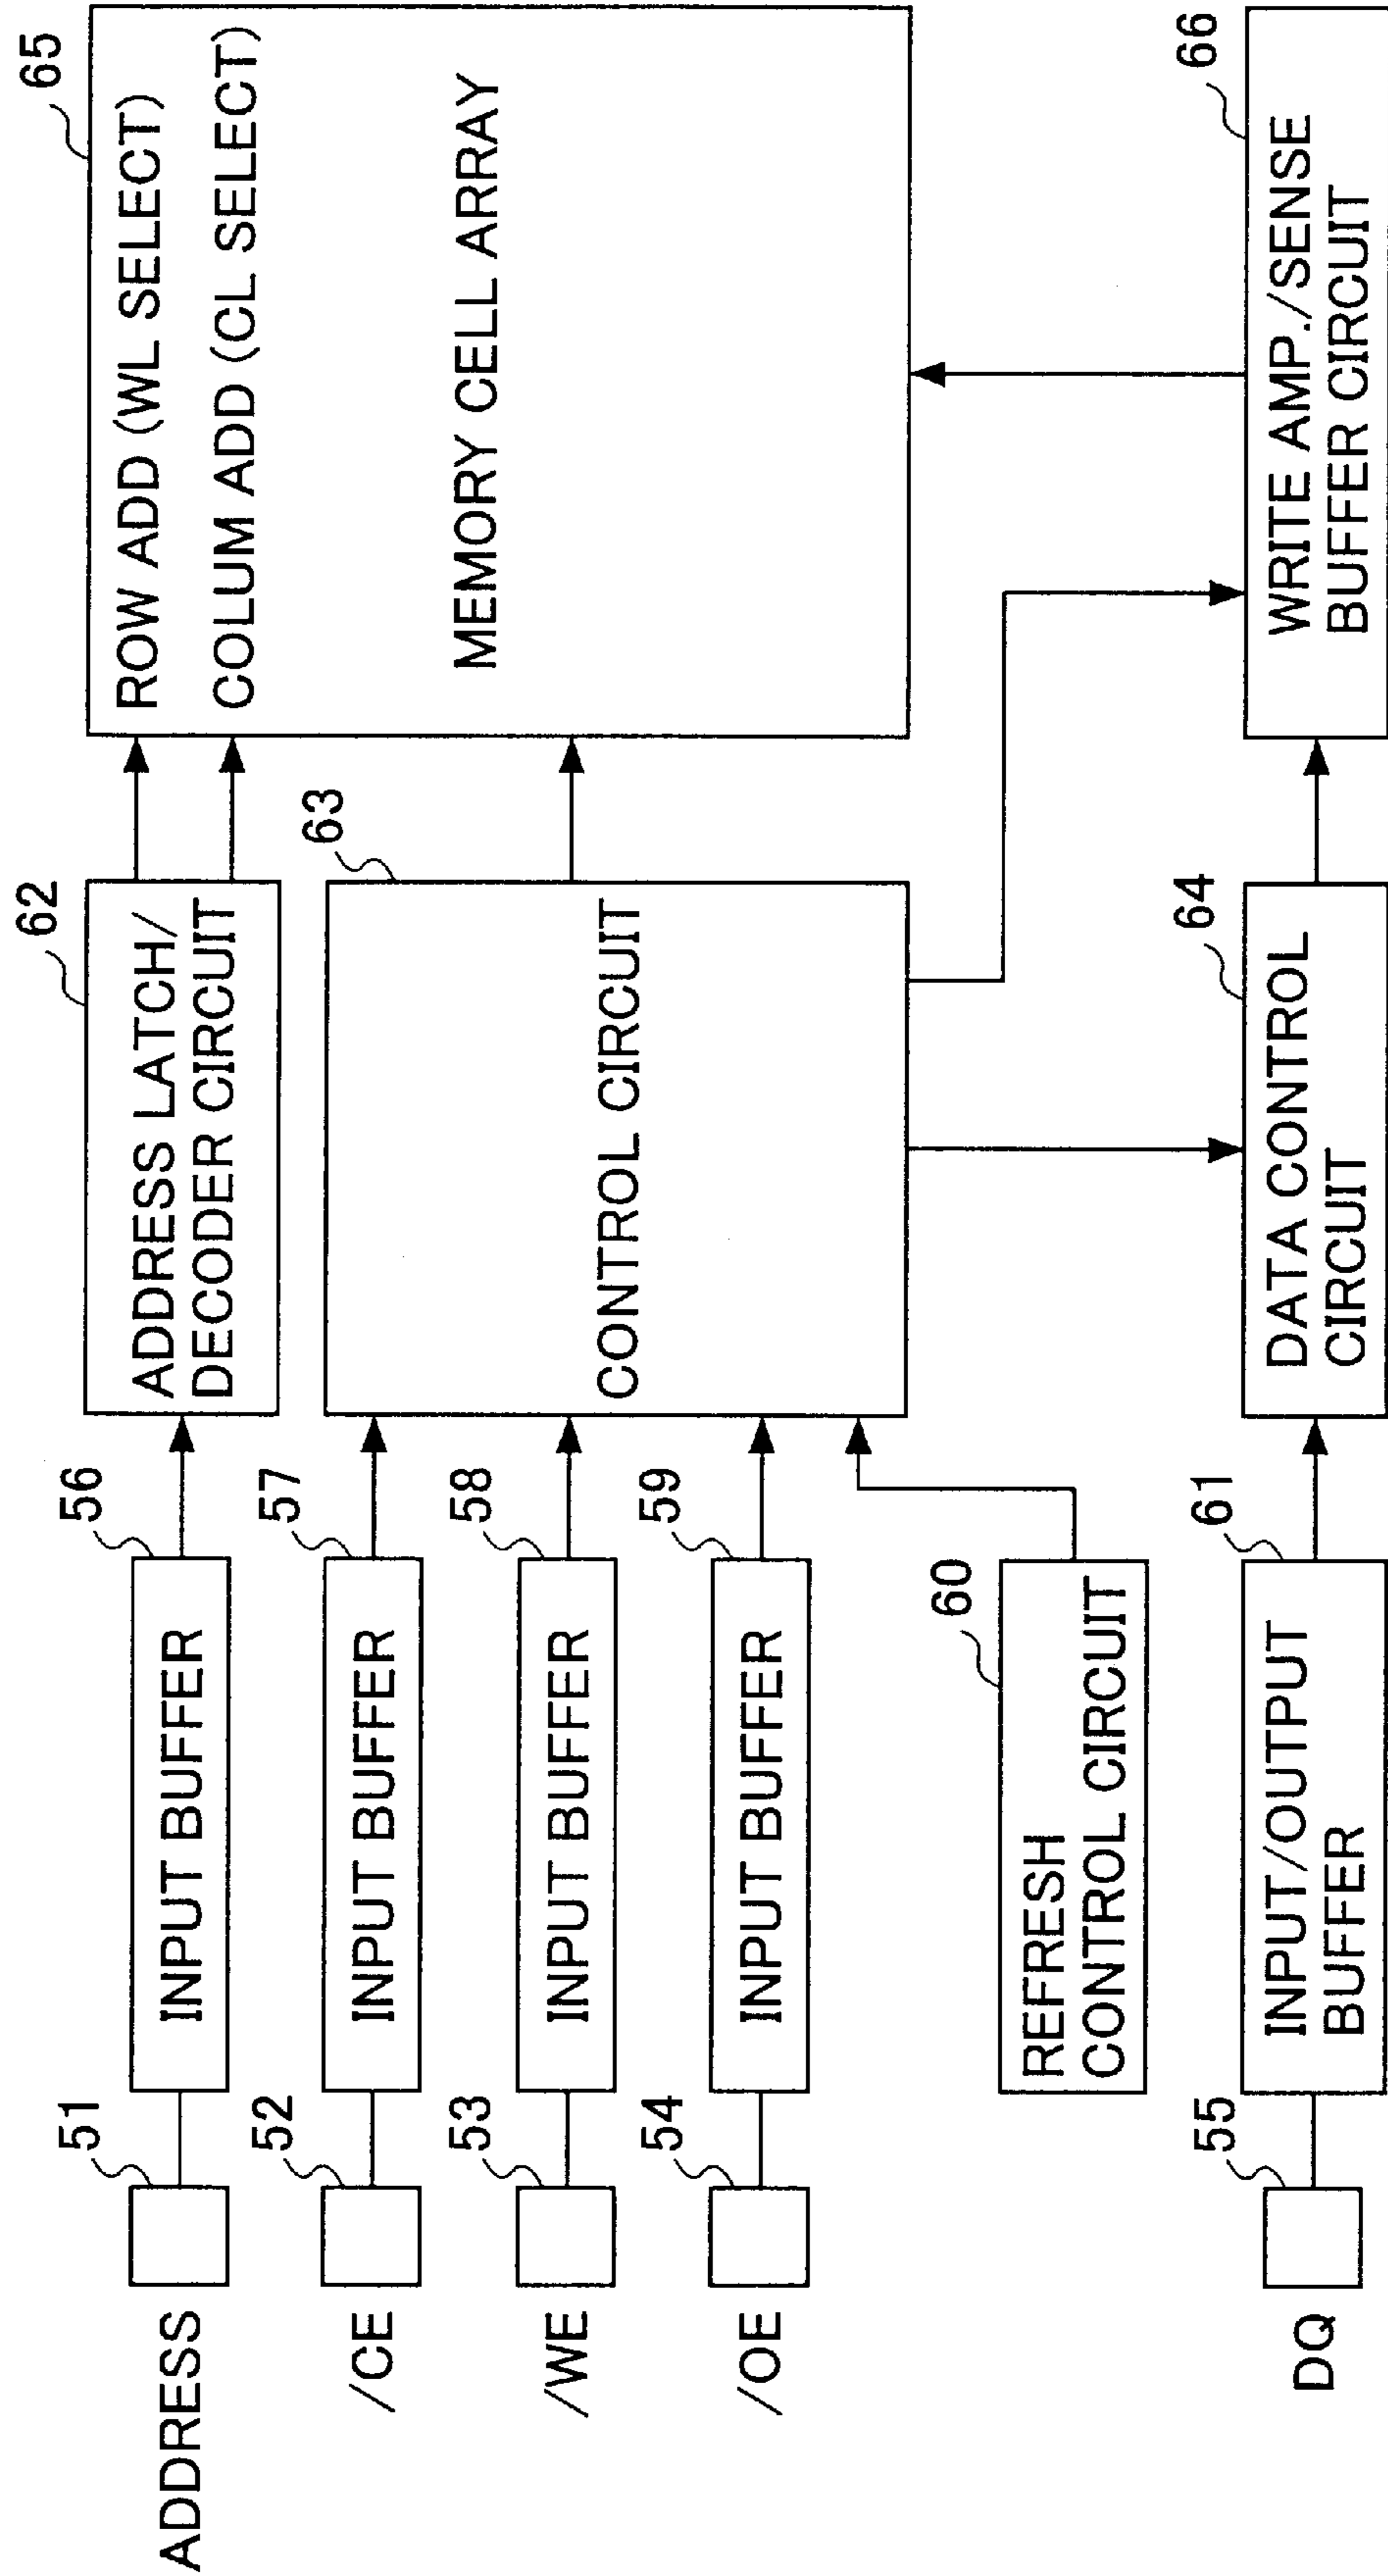 ADDRESS
51
56
INPUT BUFFER
62
ADDRESS LATCH/
DECODER CIRCUIT
65
ROW ADD (WL SELECT)
COLUM ADD (CL SELECT)
MEMORY CELL ARRAY
/CE
52
57
INPUT BUFFER
63
CONTROL CIRCUIT
/WE
53
58
INPUT BUFFER
/OE
54
59
INPUT BUFFER
60
REFRESH
CONTROL CIRCUIT
DQ
55
61
INPUT/OUTPUT
BUFFER
64
DATA CONTROL
CIRCUIT
66
WRITE AMP./SENSE
BUFFER CIRCUIT